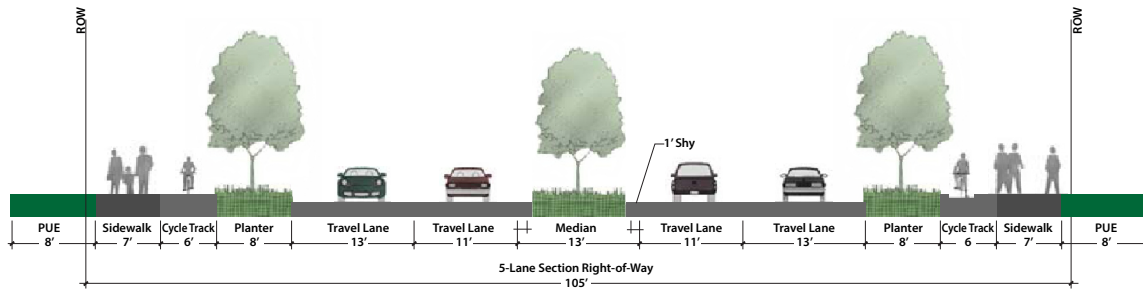 ROW
ROW
1’ Shy
PUE Sidewalk Cycle Track Planter Travel Lane Travel Lane Median Travel Lane Travel Lane Planter Cycle Track Sidewalk PUE
8’ 7’ 6’ 8’ 13’ 11’ 13’ 11’ 13’ 8’ 6 7’ 8’
5-Lane Section Right-of-Way
105’